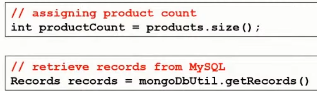 // assigning product count
int productCount = products.size();
// retrieve records from MySQL
Records records = mongoDbUtil.getRecords()